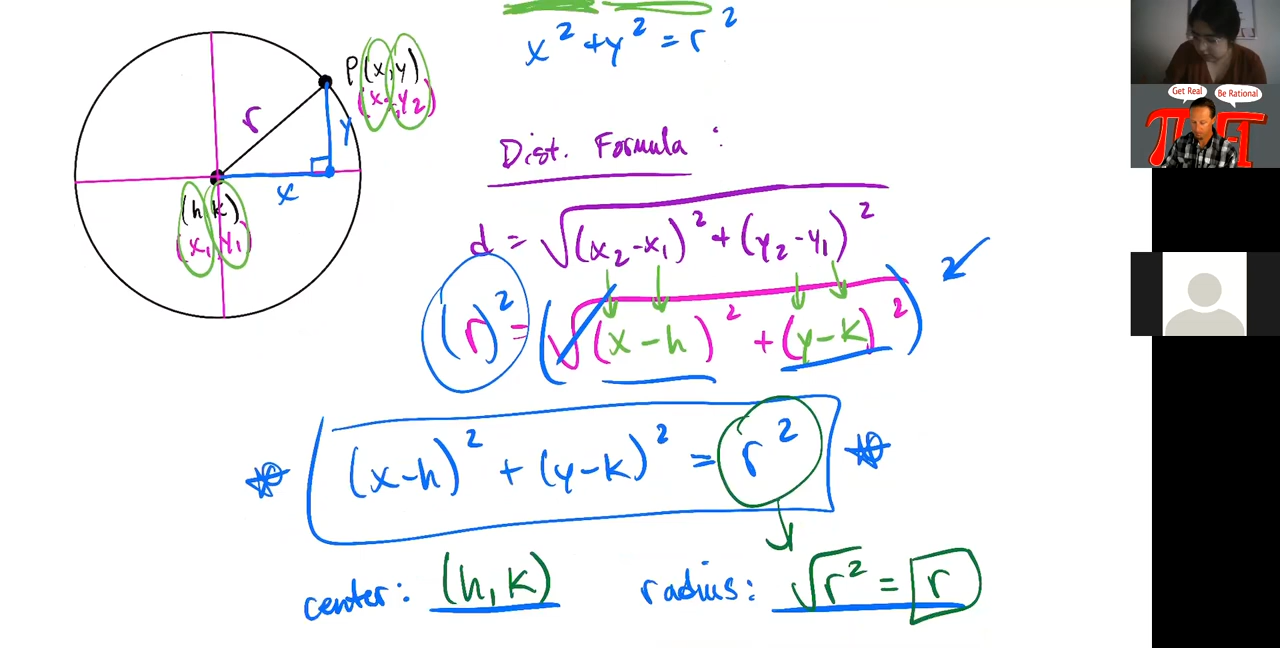 x² + y² = r²
P(x, y)
(x₂, y₂)
r
y
x
(h, k)
(x₁, y₁)
Dist. Formula :
d = √(x₂ - x₁)² + (y₂ - y₁)²
(r)² = (√(x - h)² + (y - k)²)²
(x - h)² + (y - k)² = r²
center: (h, k) radius: √r² = r
Get Real
Be Rational